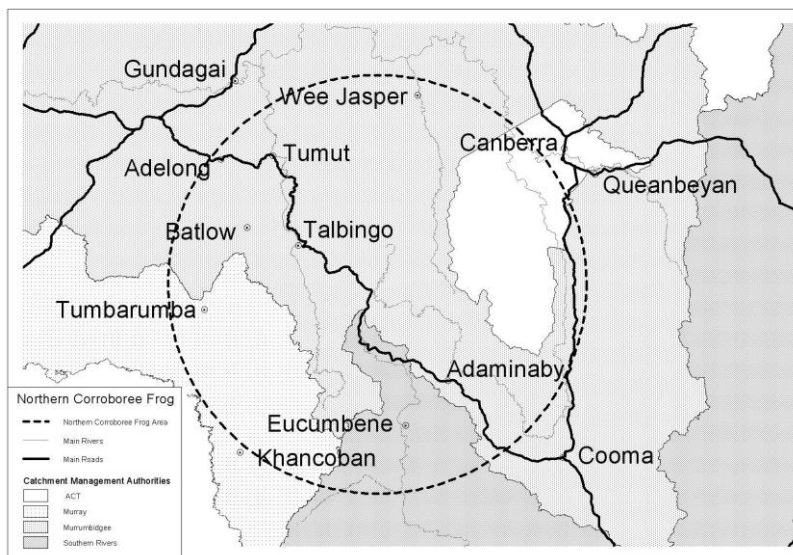 Gundagai
Wee Jasper
Canberra
Adelong
Tumut
Queanbeyan
Batlow
Talbingo
Tumbarumba
Adaminaby
Eucumbene
Khancoban
Cooma
Northern Corroboree Frog
Northern Corroboree Frog Area
Main Rivers
Main Roads
Catchment Management Authorities
ACT
Murray
Murrumbidgee
Southern Rivers